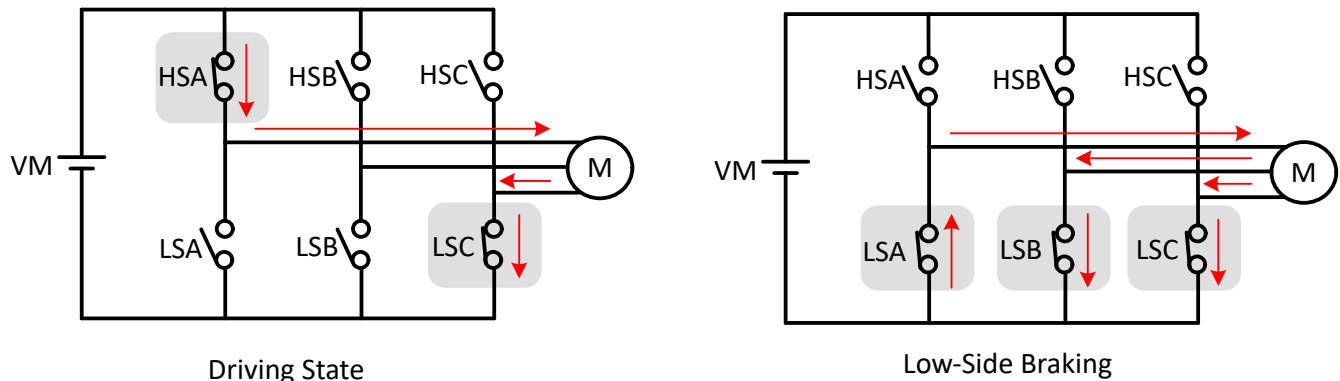 HSA HSB HSC
VM M
LSA LSB LSC
Driving State
HSA HSB HSC
VM M
LSA LSB LSC
Low-Side Braking